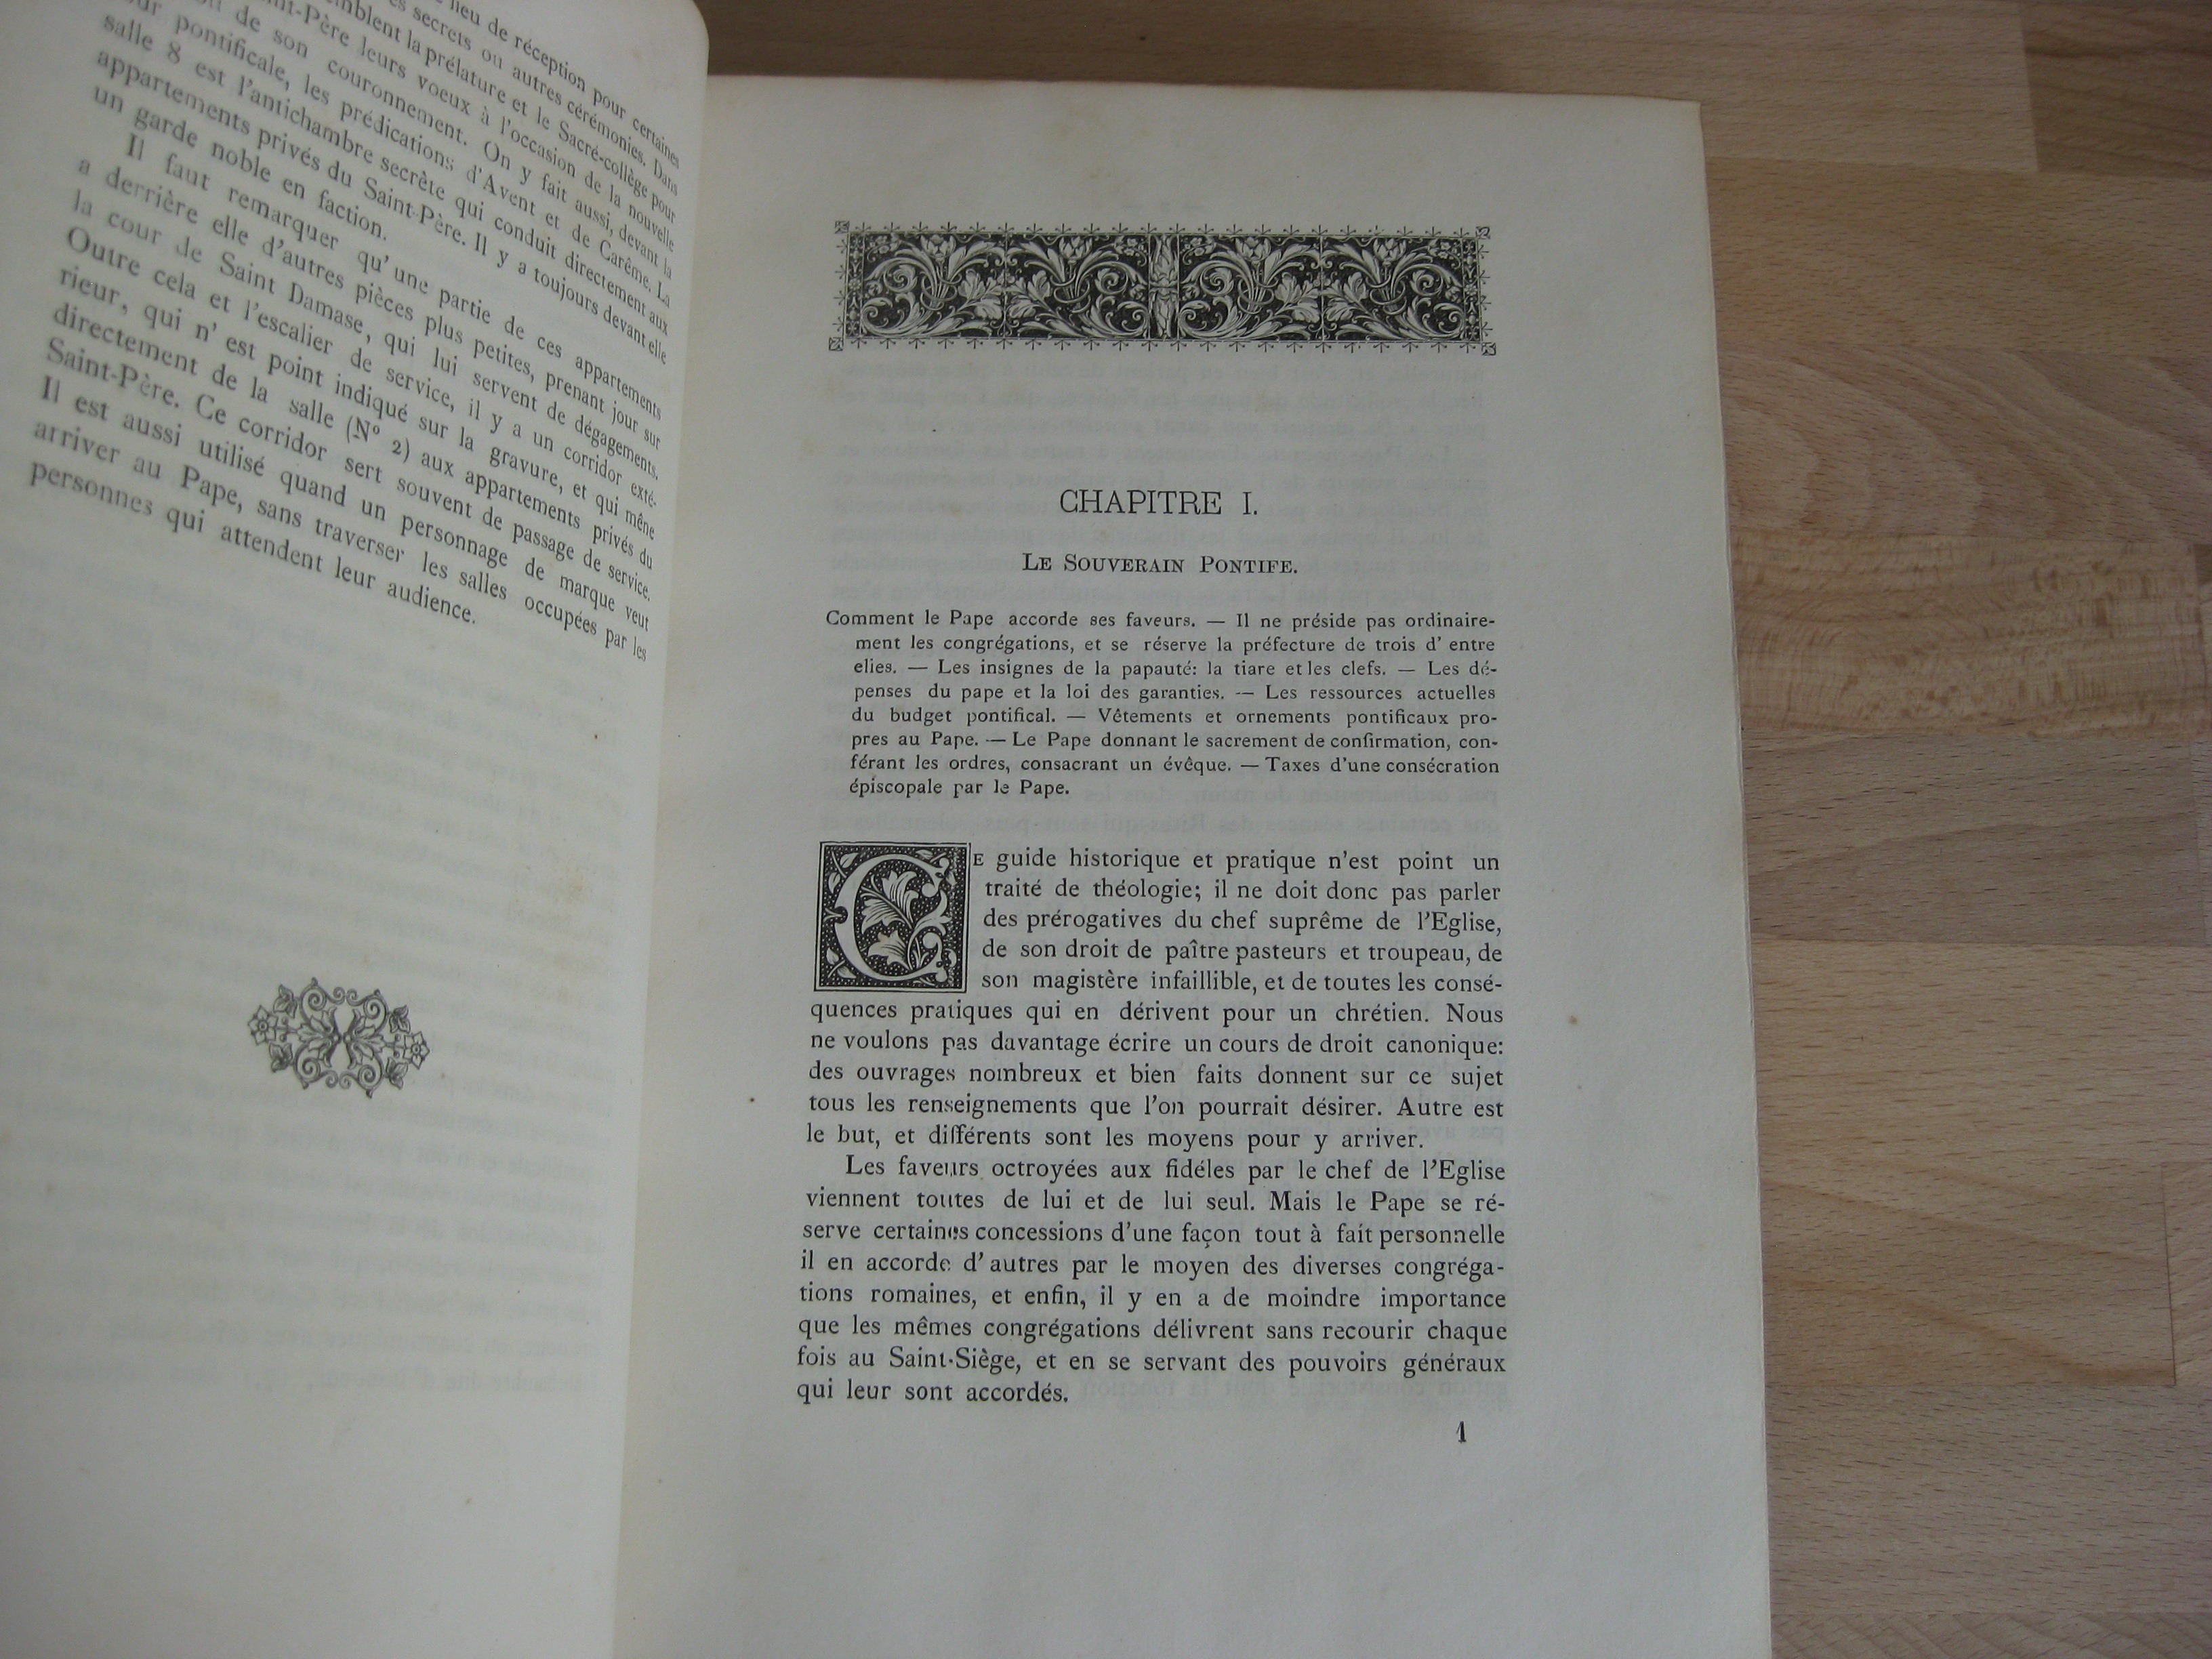 lieu de réception pour certaines
secrets ou autres cérémonies. Dans
la prélature et le Sacré-collège pour
leurs voeux à l'occasion de la nouvelle
de son couronnement. On y fait aussi, devant la
pontificale, les prédications d'Avent et de Carême. La
salle 8 est l'antichambre secrète qui conduit directement aux
appartements privés du Saint-Père. Il y a toujours devant elle
un garde noble en faction.
Il faut remarquer qu'une partie de ces appartements
a derrière elle d'autres pièces plus petites, prenant jour sur
la cour de Saint Damase, qui lui servent de dégagements.
Outre cela et l'escalier de service, il y a un corridor exté-
rieur, qui n' est point indiqué sur la gravure, et qui mêne
directement de la salle (N° 2) aux appartements privés du
Saint-Père. Ce corridor sert souvent de passage de service.
Il est aussi utilisé quand un personnage de marque veut
arriver au Pape, sans traverser les salles occupées par les
personnes qui attendent leur audience.
CHAPITRE I.
LE SOUVERAIN PONTIFE.
Comment le Pape accorde ses faveurs. — Il ne préside pas ordinaire-
ment les congrégations, et se réserve la préfecture de trois d' entre
elies. — Les insignes de la papauté: la tiare et les clefs. — Les dé-
penses du pape et la loi des garanties. — Les ressources actuelles
du budget pontifical. — Vêtements et ornements pontificaux pro-
pres au Pape. — Le Pape donnant le sacrement de confirmation, con-
férant les ordres, consacrant un évêque. — Taxes d'une consécration
épiscopale par le Pape.
CE guide historique et pratique n'est point un
traité de théologie; il ne doit donc pas parler
des prérogatives du chef suprême de l'Eglise,
de son droit de paître pasteurs et troupeau, de
son magistère infaillible, et de toutes les consé-
quences pratiques qui en dérivent pour un chrétien. Nous
ne voulons pas davantage écrire un cours de droit canonique:
des ouvrages nombreux et bien faits donnent sur ce sujet
tous les renseignements que l'on pourrait désirer. Autre est
le but, et différents sont les moyens pour y arriver.
Les faveurs octroyées aux fidéles par le chef de l'Eglise
viennent toutes de lui et de lui seul. Mais le Pape se ré-
serve certaines concessions d'une façon tout à fait personnelle
il en accorde d' autres par le moyen des diverses congréga-
tions romaines, et enfin, il y en a de moindre importance
que les mêmes congrégations délivrent sans recourir chaque
fois au Saint-Siège, et en se servant des pouvoirs généraux
qui leur sont accordés.
1